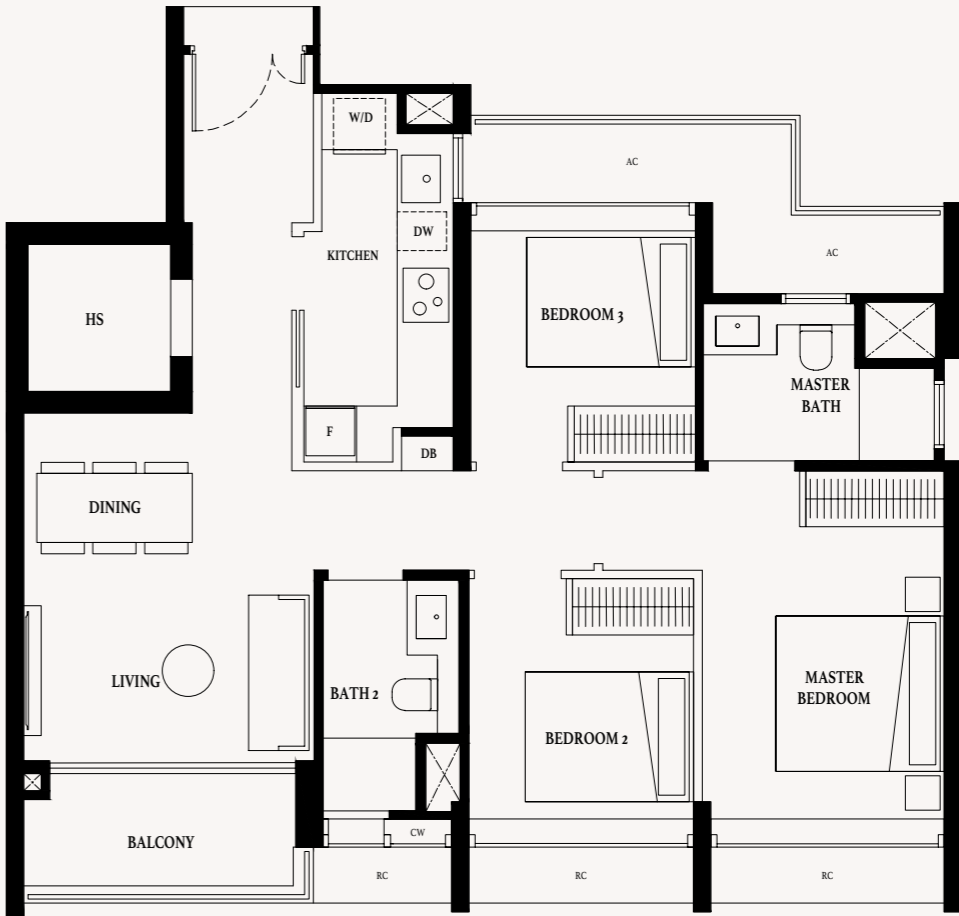 W/D
AC
DW
KITCHEN
AC
HS
BEDROOM 3
MASTER
BATH
F
DB
DINING
LIVING
BATH 2
MASTER
BEDROOM
BEDROOM 2
CW
BALCONY
RC
RC
RC